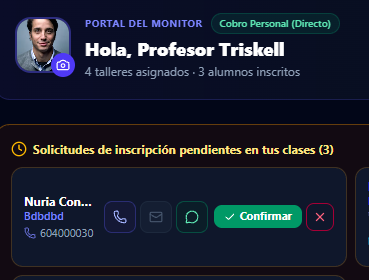 PORTAL DEL MONITOR
Cobro Personal (Directo)
Hola, Profesor Triskell
4 talleres asignados · 3 alumnos inscritos
Solicitudes de inscripción pendientes en tus clases (3)
Nuria Con...
Bdbdbd
604000030
Confirmar